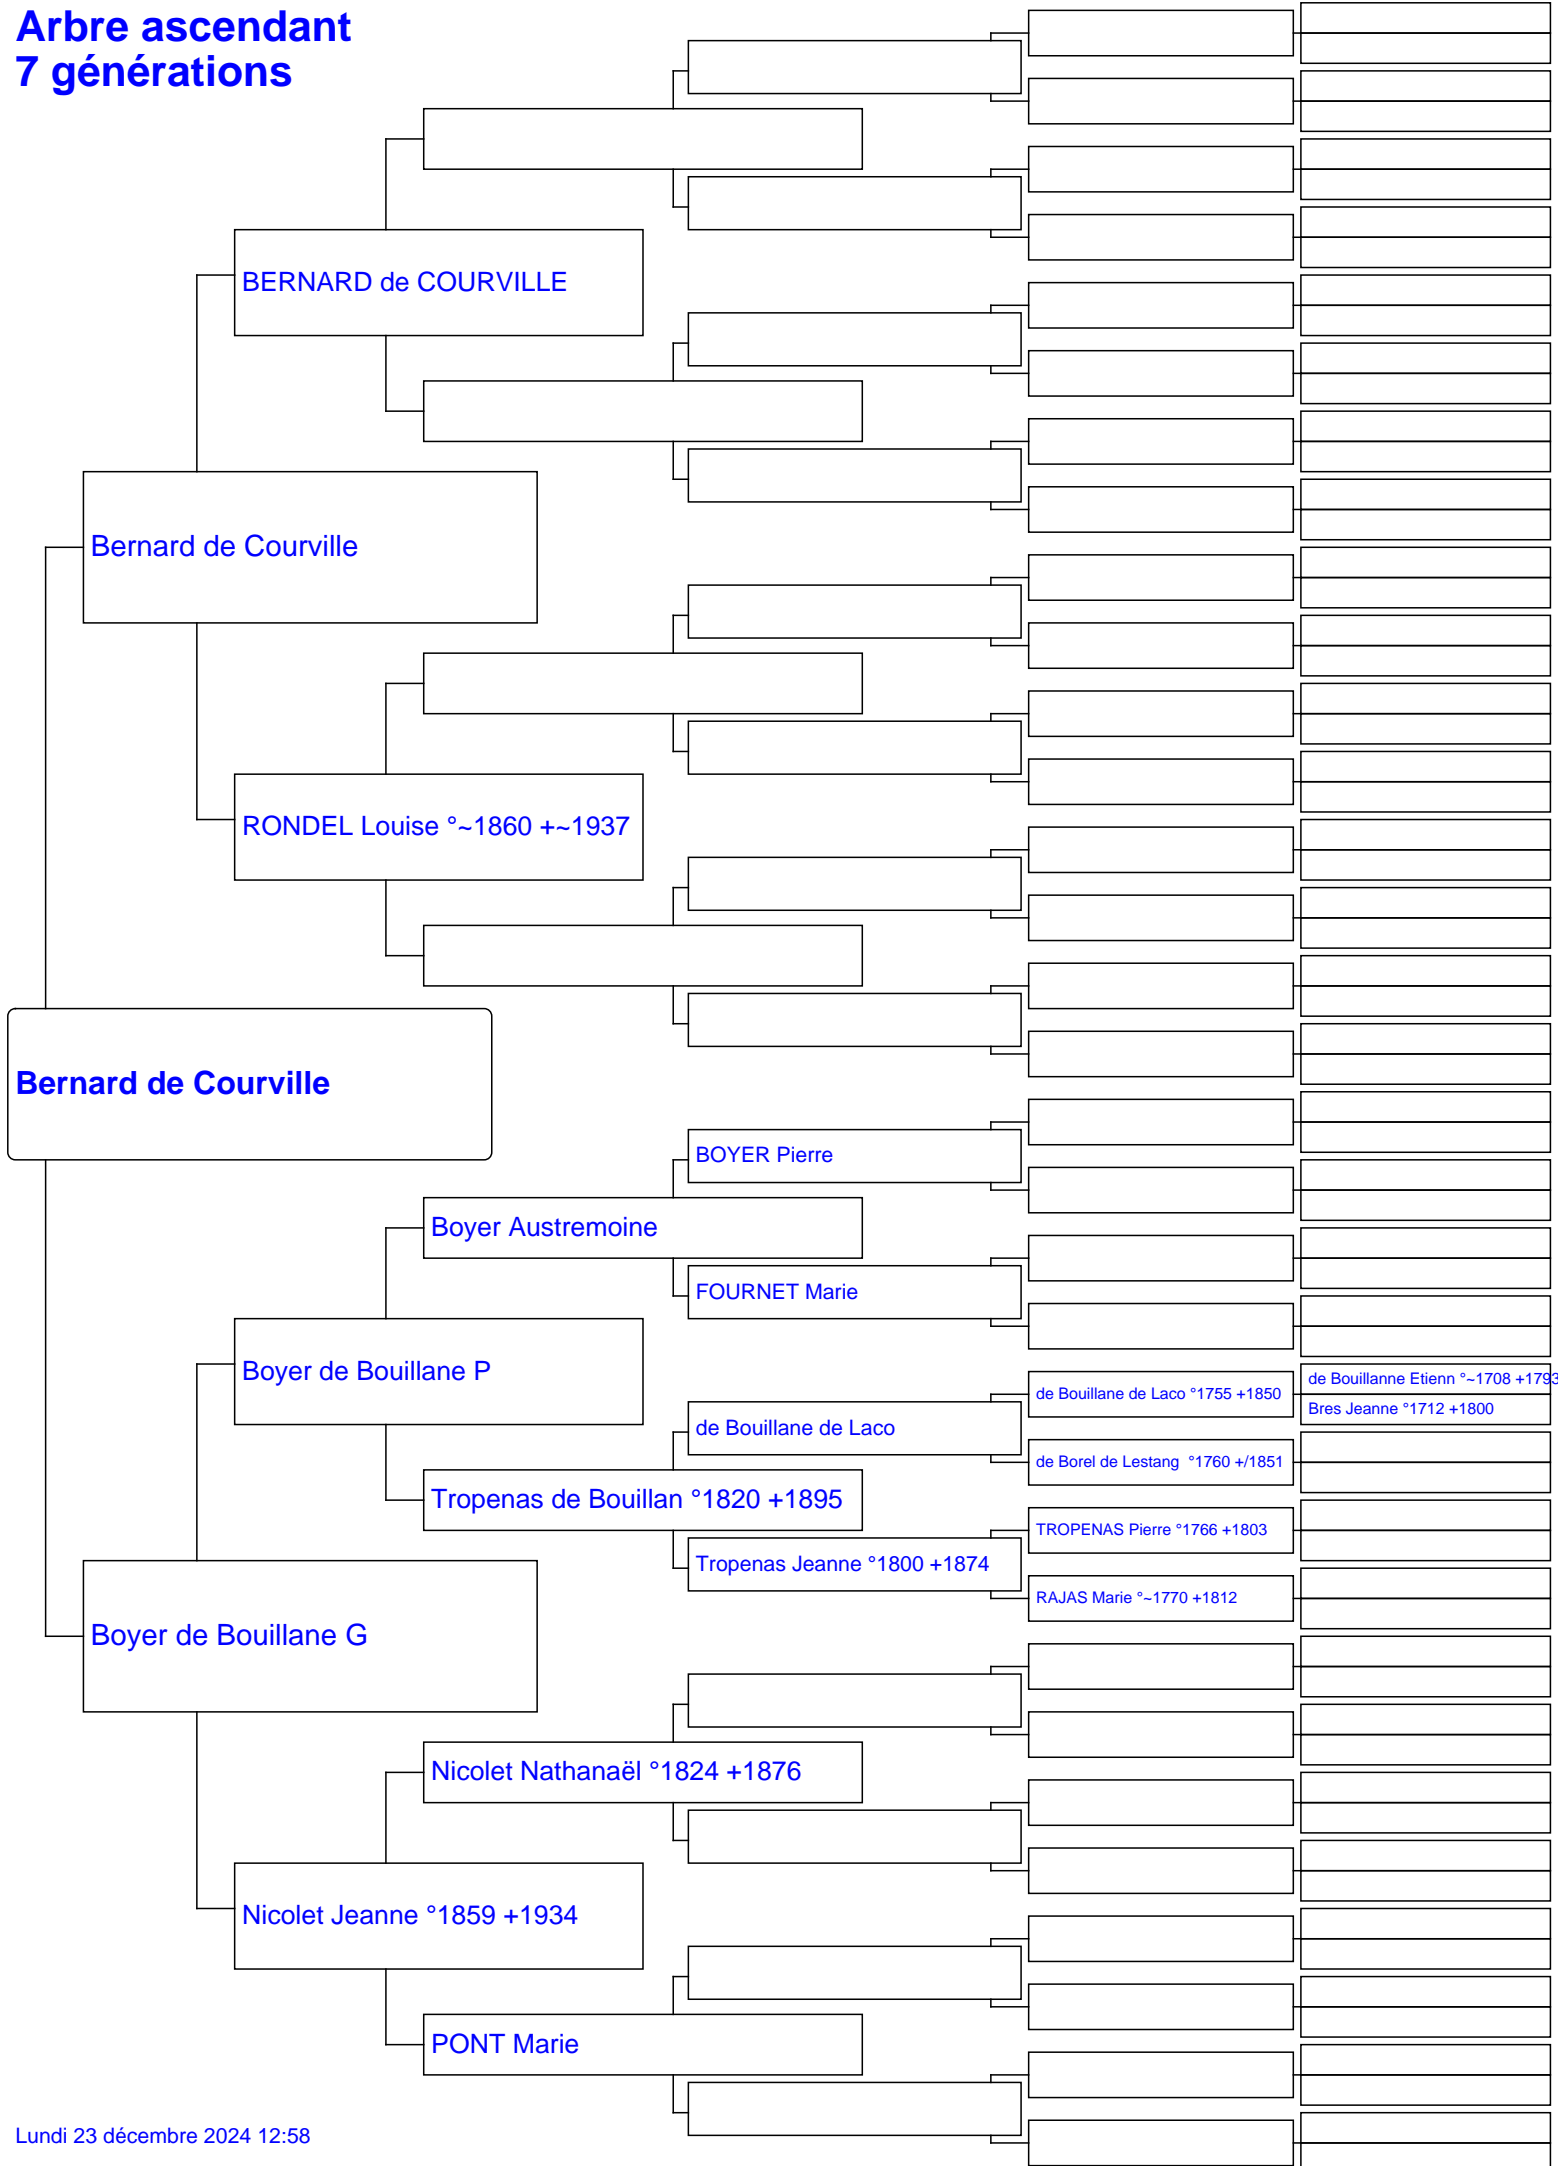 Arbre ascendant
7 générations
BERNARD de COURVILLE
Bernard de Courville
RONDEL Louise °~1860 +~1937
Bernard de Courville
BOYER Pierre
Boyer Austremoine
FOURNET Marie
Boyer de Bouillane P
de Bouillanne Etienn °~1708 +1793
de Bouillane de Laco °1755 +1850
Bres Jeanne °1712 +1800
de Bouillane de Laco
de Borel de Lestang °1760 +/1851
Tropenas de Bouillan °1820 +1895
TROPENAS Pierre °1766 +1803
Tropenas Jeanne °1800 +1874
RAJAS Marie °~1770 +1812
Boyer de Bouillane G
Nicolet Nathanaël °1824 +1876
Nicolet Jeanne °1859 +1934
PONT Marie
Lundi 23 décembre 2024 12:58